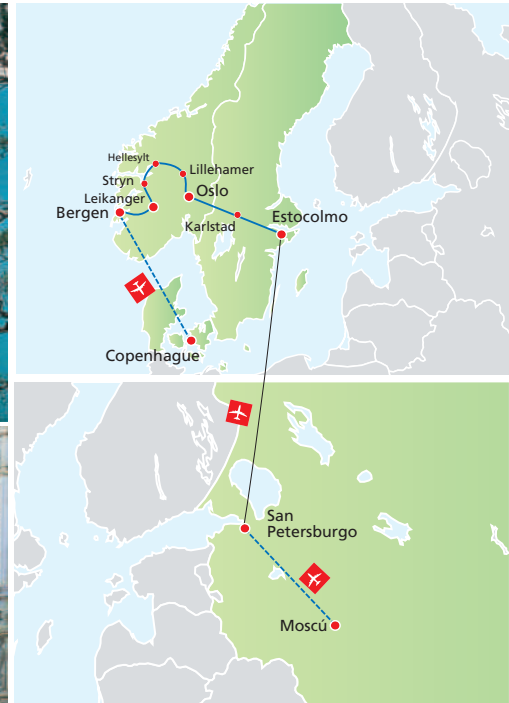 Hellesylt
Lillehamer
Stryn
Oslo
Leikanger
Bergen
Estocolmo
Karlstad
Copenhague
San
Petersburgo
Moscú